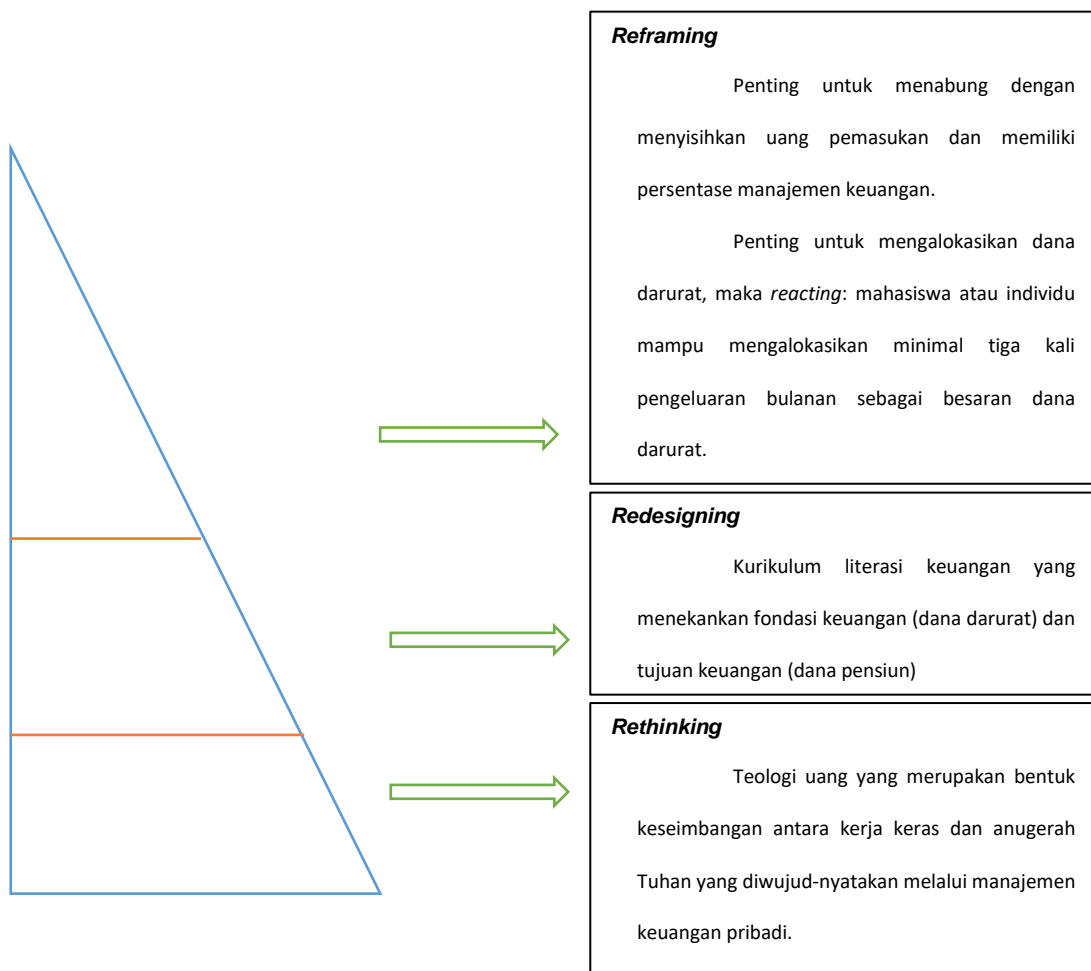 Reframing
Penting untuk menabung dengan
menyisihkan uang pemasukan dan memiliki
persentase manajemen keuangan.
Penting untuk mengalokasikan dana
darurat, maka reacting: mahasiswa atau individu
mampu mengalokasikan minimal tiga kali
pengeluaran bulanan sebagai besaran dana
darurat.
Redesigning
Kurikulum literasi keuangan yang
menekankan fondasi keuangan (dana darurat) dan
tujuan keuangan (dana pensiun)
Rethinking
Teologi uang yang merupakan bentuk
keseimbangan antara kerja keras dan anugerah
Tuhan yang diwujud-nyatakan melalui manajemen
keuangan pribadi.